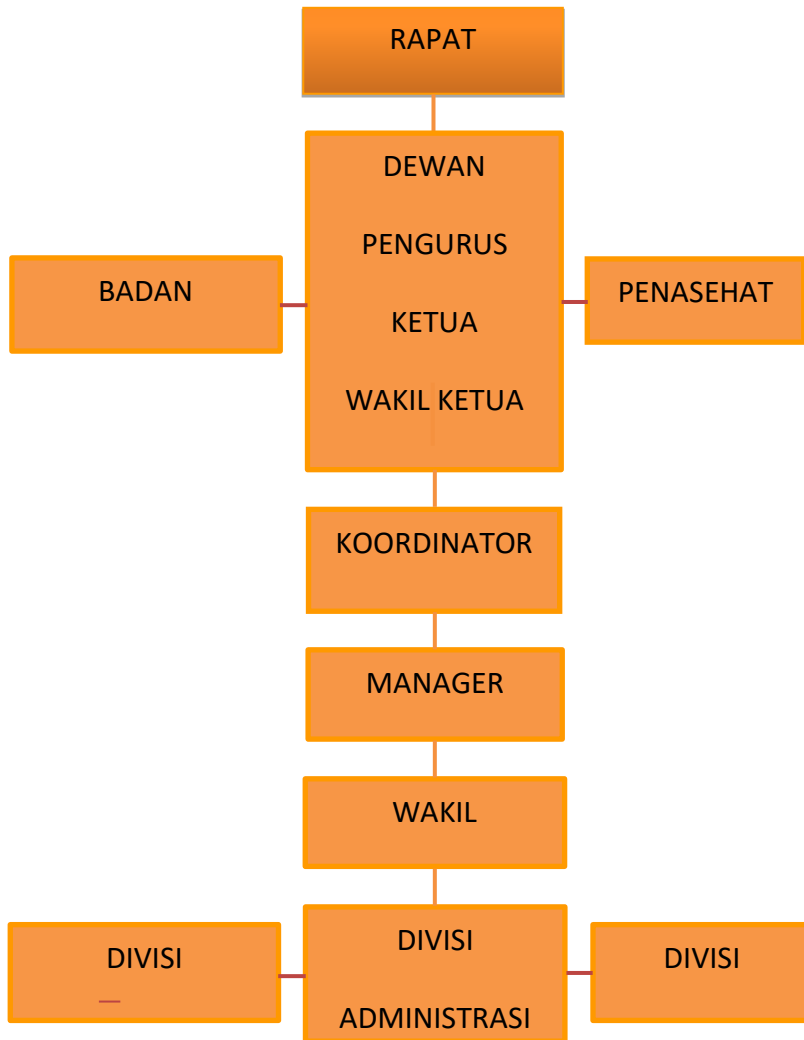 RAPAT
DEWAN
PENGURUS
KETUA
WAKIL KETUA
BADAN
PENASEHAT
KOORDINATOR
MANAGER
WAKIL
DIVISI
DIVISI
ADMINISTRASI
DIVISI